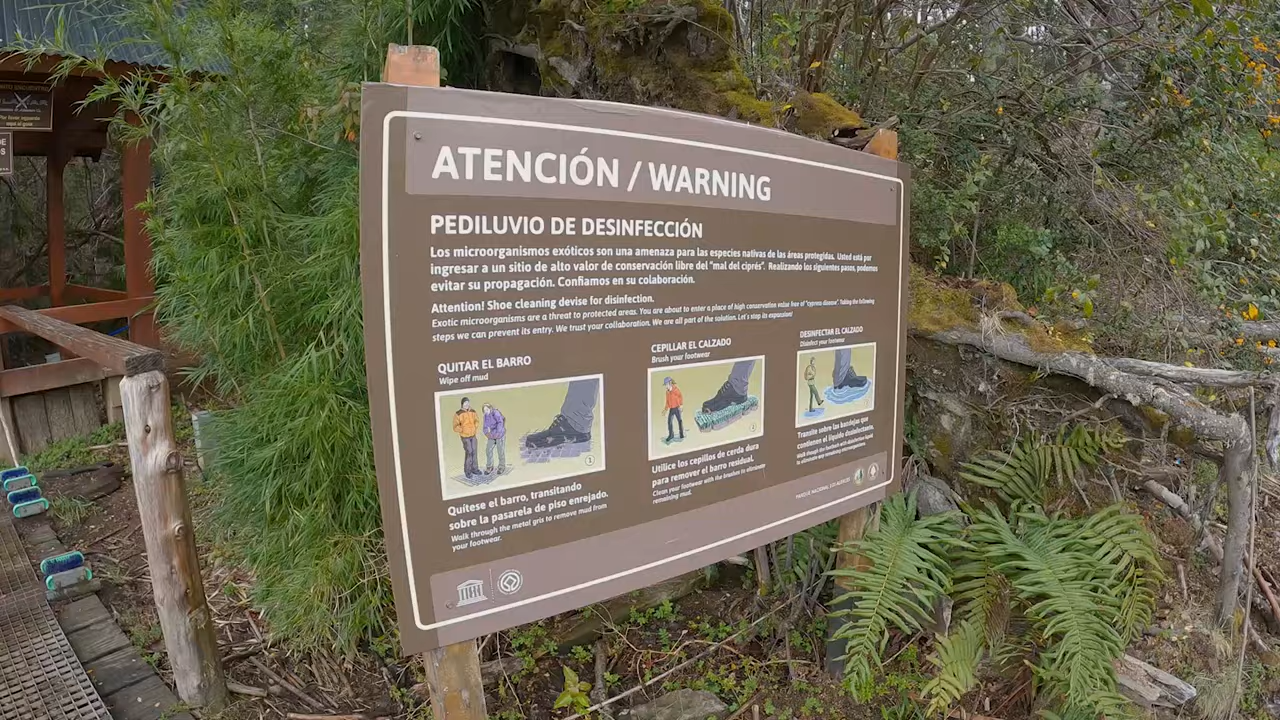 ATENCIÓN / WARNING
PEDILUVIO DE DESINFECCIÓN
Los microorganismos exóticos son una amenaza para las especies nativas de las áreas protegidas. Usted está por
ingresar a un sitio de alto valor de conservación libre del "mal del ciprés". Realizando los siguientes pasos, podemos
evitar su propagación. Confiamos en su colaboración.
Attention! Shoe cleaning devise for disinfection.
Exotic microorganisms are a threat to protected areas. You are about to enter a place of high conservation value free of "cypress disease". Taking the following
steps we can prevent its entry. We trust your collaboration. We are all part of the solution. Let's stop its expansion!
QUITAR EL BARRO
Wipe off mud
1
Quítese el barro, transitando
sobre la pasarela de piso enrejado.
Walk through the metal gris to remove mud from
your footwear.
CEPILLAR EL CALZADO
Brush your footwear
2
Utilice los cepillos de cerda dura
para remover el barro residual.
Clean your footwear with the brushes to eliminate
remaining mud.
DESINFECTAR EL CALZADO
Disinfect your footwear
Transite sobre las bandejas que
contienen el líquido desinfectante.
PARQUE NACIONAL LOS ALERCES